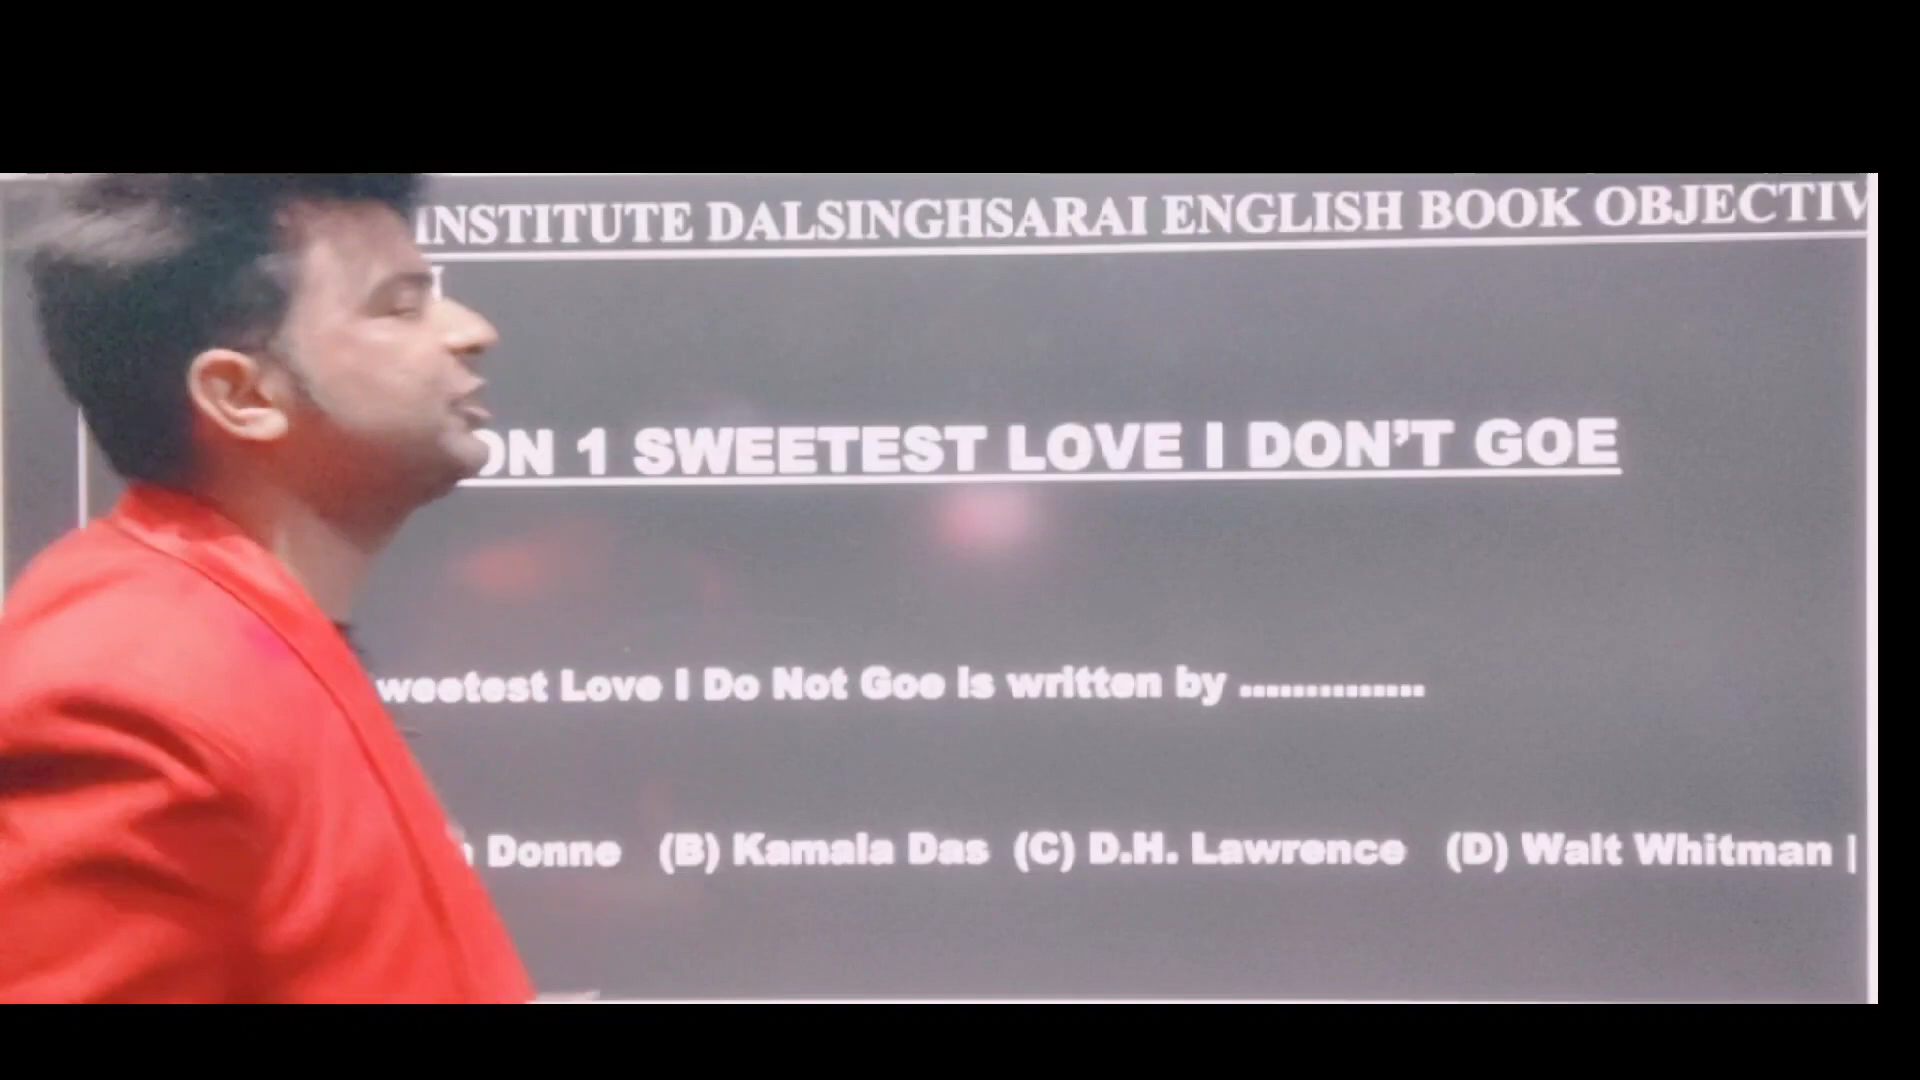 INSTITUTE DALSINGHSARAI ENGLISH BOOK OBJECTIV
1 SWEETEST LOVE I DON'T GOE
weetest Love I Do Not Goe is written by ..............
Donne (B) Kamala Das (C) D.H. Lawrence (D) Walt Whitman |